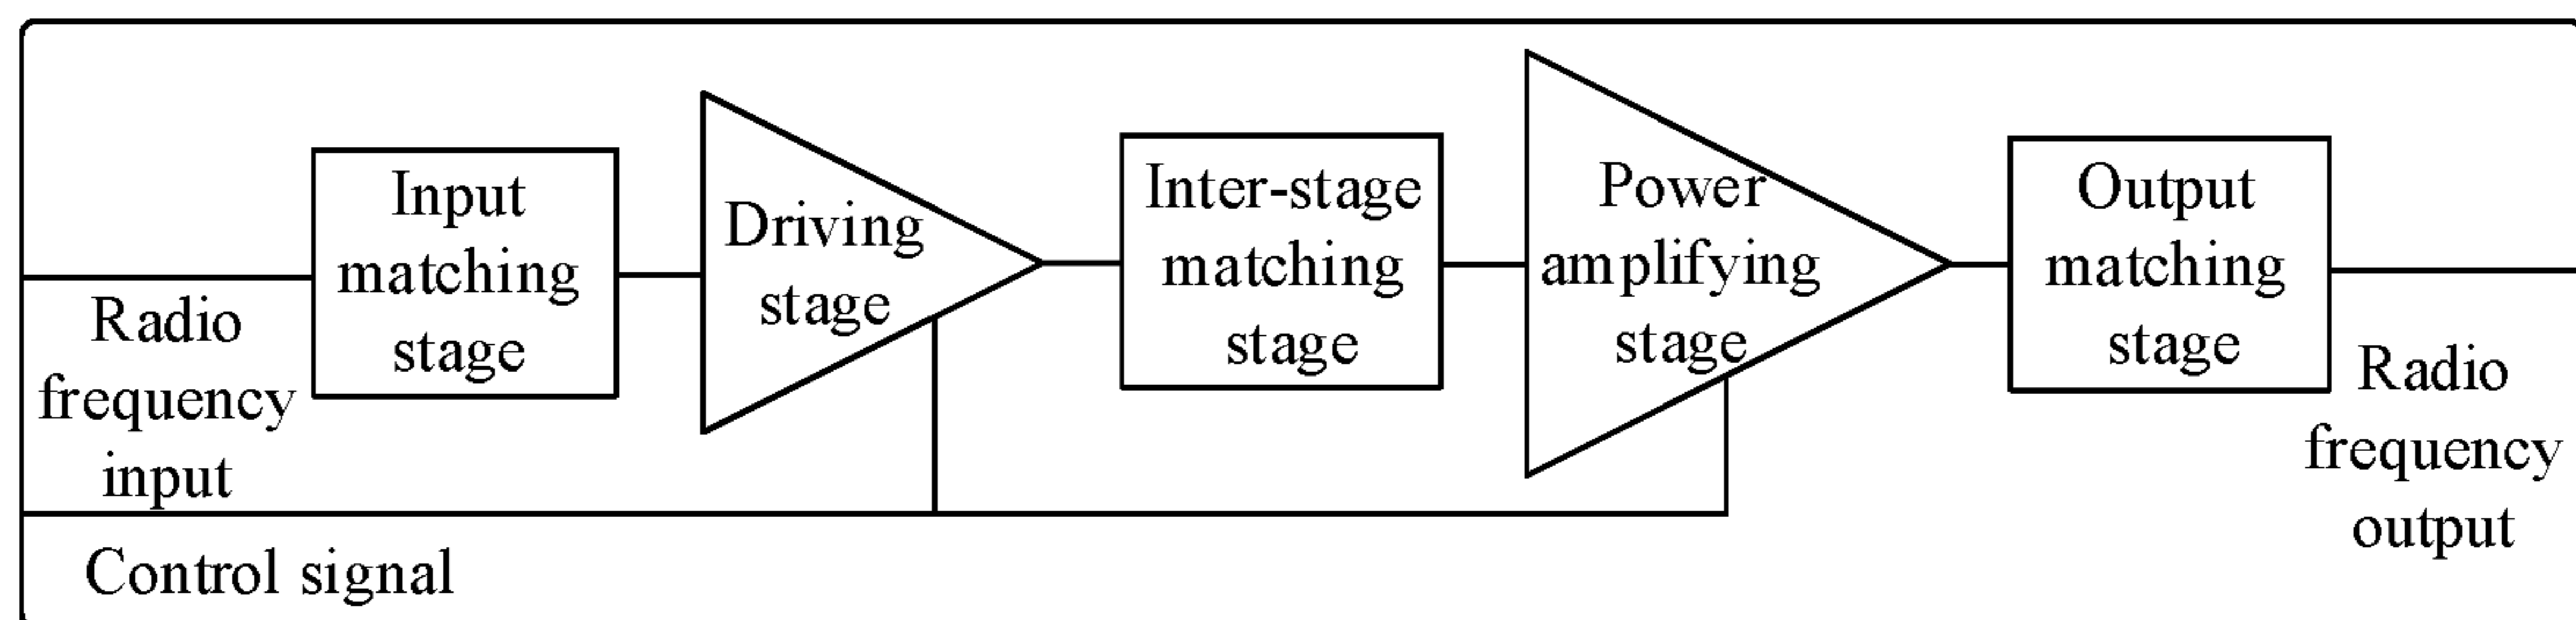 Input
matching
stage
Driving
stage
Inter-stage
matching
stage
Power
amplifying
stage
Output
matching
stage
Radio
frequency
input
Radio
frequency
output
Control signal